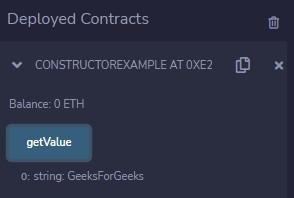 Deployed Contracts
CONSTRUCTOREXAMPLE AT 0XE2
Balance: 0 ETH
getValue
0: string: GeeksForGeeks